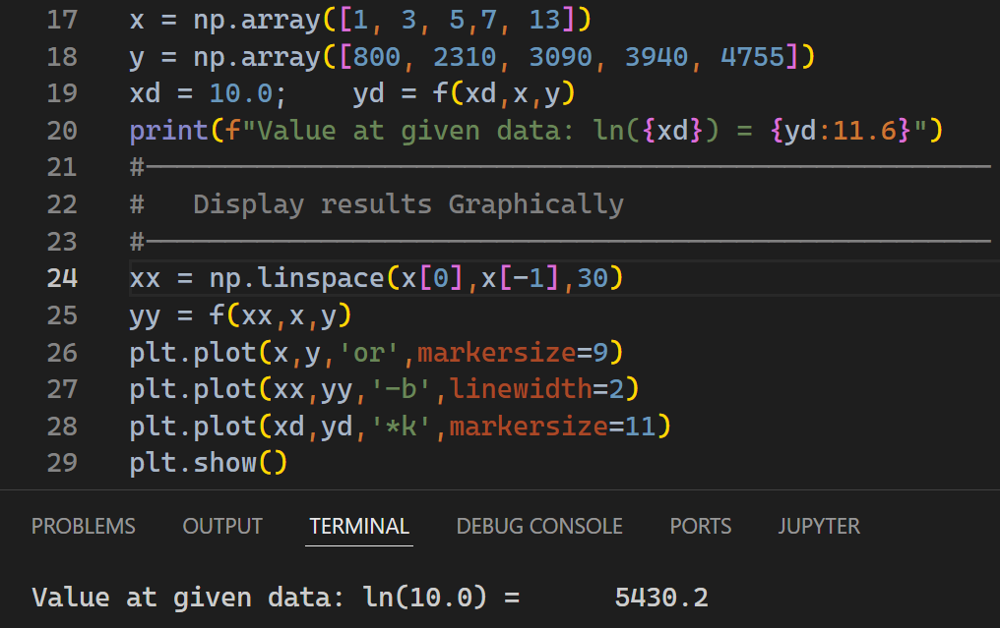 17 x = np.array([1, 3, 5,7, 13])
18 y = np.array([800, 2310, 3090, 3940, 4755])
19 xd = 10.0;    yd = f(xd,x,y)
20 print(f"Value at given data: ln({xd}) = {yd:11.6}")
21 #─────────────────────────────────────────────────────
22 #   Display results Graphically
23 #─────────────────────────────────────────────────────
24 xx = np.linspace(x[0],x[-1],30)
25 yy = f(xx,x,y)
26 plt.plot(x,y,'or',markersize=9)
27 plt.plot(xx,yy,'-b',linewidth=2)
28 plt.plot(xd,yd,'*k',markersize=11)
29 plt.show()
PROBLEMS OUTPUT TERMINAL DEBUG CONSOLE PORTS JUPYTER
Value at given data: ln(10.0) =      5430.2